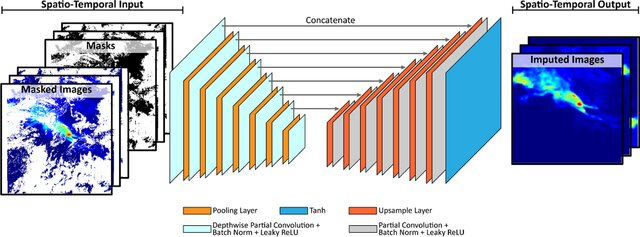 Spatio-Temporal Input
Masks
Masked Images
Concatenate
Spatio-Temporal Output
Imputed Images
Pooling Layer
Tanh
Upsample Layer
Depthwise Partial Convolution +
Batch Norm + Leaky ReLU
Partial Convolution +
Batch Norm + Leaky ReLU